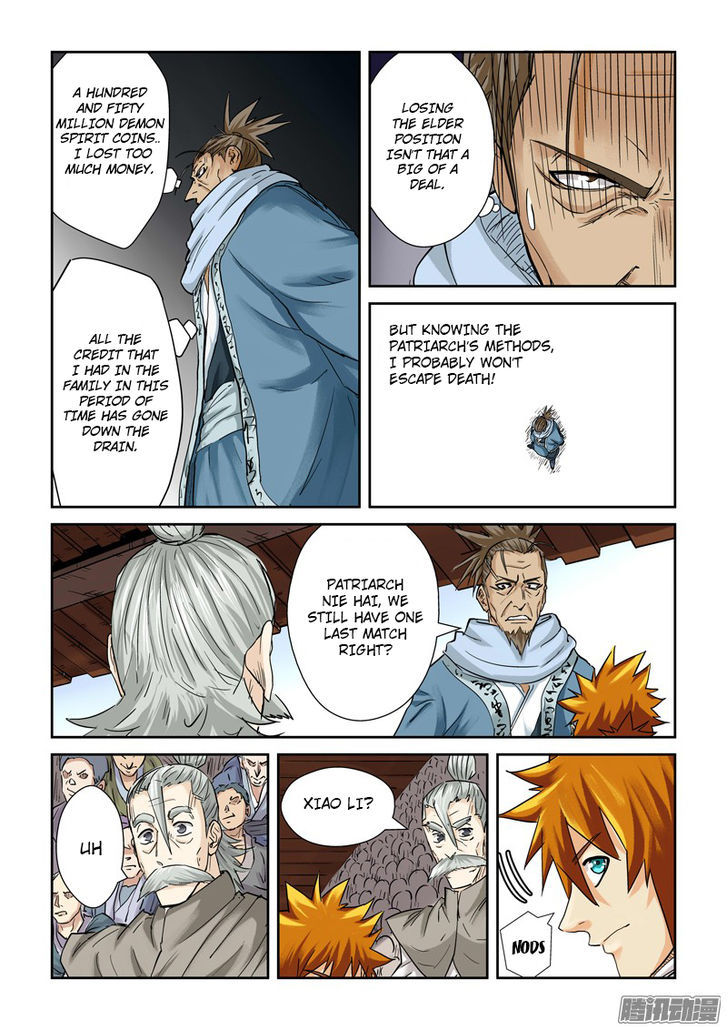 A HUNDRED
AND FIFTY
MILLION DEMON
SPIRIT COINS..
I LOST TOO
MUCH MONEY.
ALL THE
CREDIT THAT
I HAD IN THE
FAMILY IN THIS
PERIOD OF
TIME HAS GONE
DOWN THE
DRAIN.
LOSING
THE ELDER
POSITION
ISN'T THAT A
BIG OF A
DEAL.
BUT KNOWING THE
PATRIARCH'S METHODS,
I PROBABLY WON'T
ESCAPE DEATH!
PATRIARCH
NIE HAI, WE
STILL HAVE ONE
LAST MATCH
RIGHT?
UH
XIAO LI?
NODS
腾讯动漫